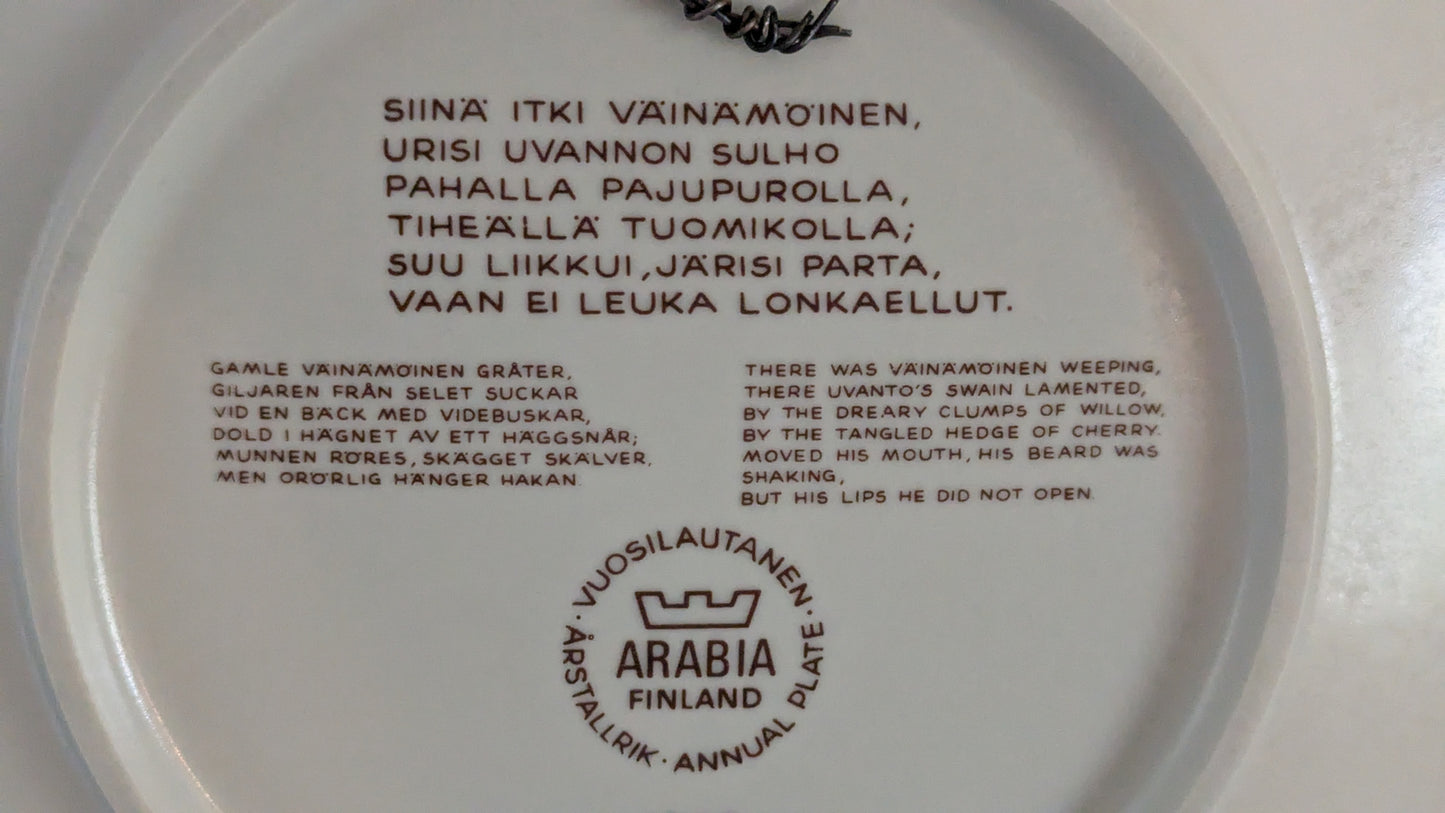 SIINÄ ITKI VÄINÄMÖINEN,
URISI UVANNON SULHO
PAHALLA PAJUPUROLLA,
TIHEÄLLÄ TUOMIKOLLA;
SUU LIIKKUI, JÄRISI PARTA,
VAAN EI LEUKA LONKAELLUT.
GAMLE VÄINÄMÖINEN GRÅTER,
GILJAREN FRÅN SELET SUCKAR
VID EN BÄCK MED VIDEBUSKAR,
DOLD I HÄGNET AV ETT HÄGGSNÅR;
MUNNEN RÖRES, SKÄGGET SKÄLVER,
MEN ORÖRLIG HÄNGER HAKAN.
THERE WAS VÄINÄMÖINEN WEEPING,
THERE UVANTO'S SWAIN LAMENTED,
BY THE DREARY CLUMPS OF WILLOW,
BY THE TANGLED HEDGE OF CHERRY.
MOVED HIS MOUTH, HIS BEARD WAS
SHAKING,
BUT HIS LIPS HE DID NOT OPEN.
· VUOSILAUTANEN · ANNUAL PLATE · ÅRSTALLRIK
ARABIA
FINLAND